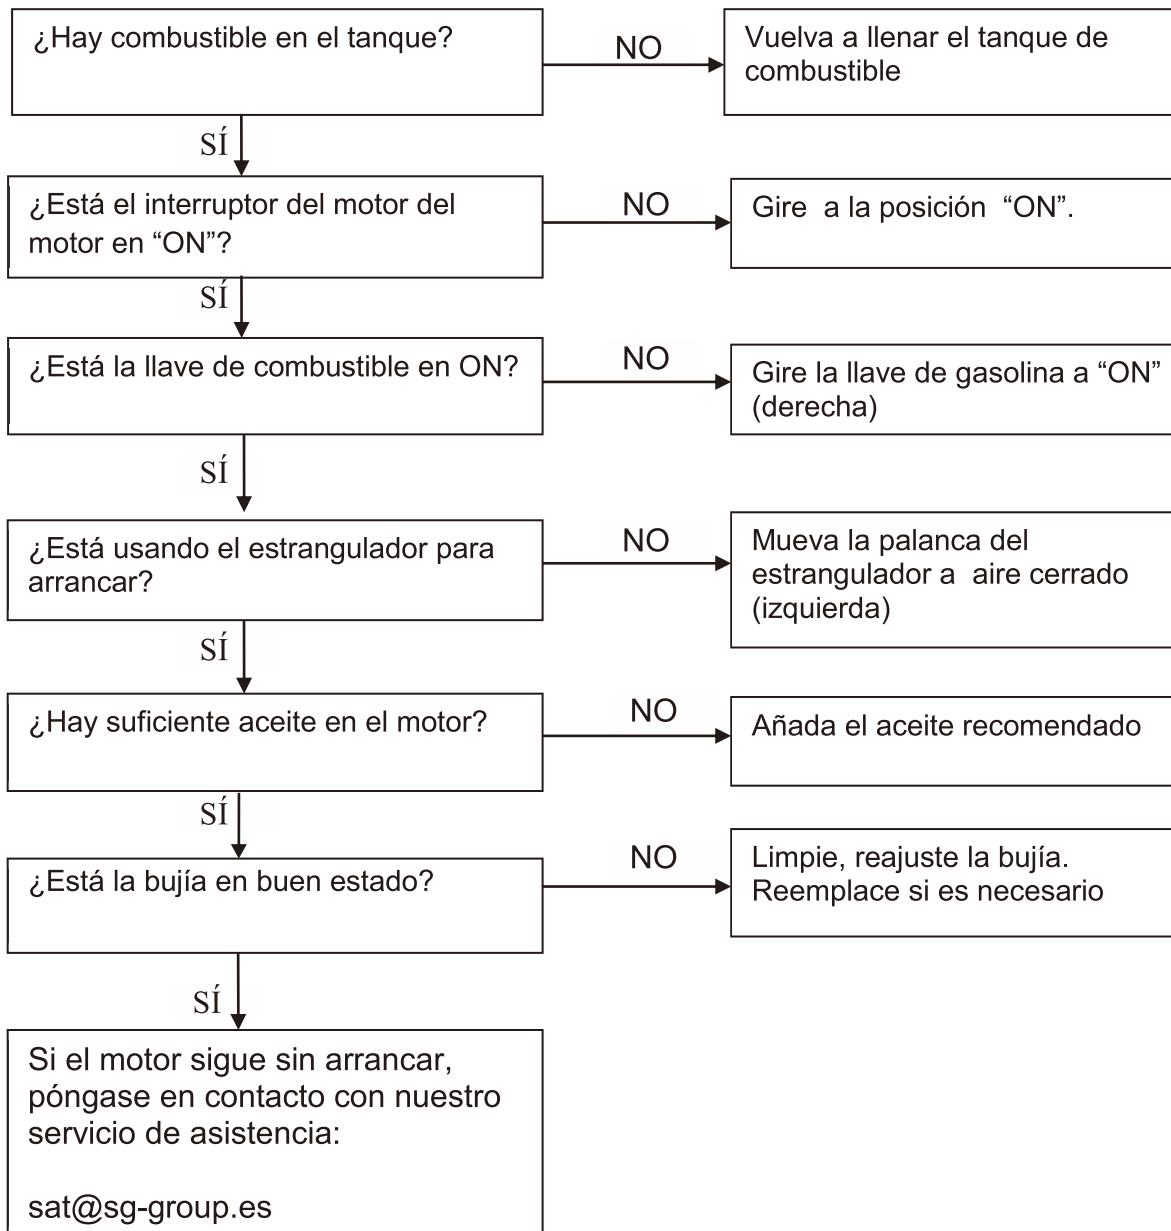 ¿Hay combustible en el tanque?
NO
Vuelva a llenar el tanque de
combustible
SÍ
¿Está el interruptor del motor del
motor en “ON”?
NO
Gire a la posición “ON”.
SÍ
¿Está la llave de combustible en ON?
NO
Gire la llave de gasolina a “ON”
(derecha)
SÍ
¿Está usando el estrangulador para
arrancar?
NO
Mueva la palanca del
estrangulador a aire cerrado
(izquierda)
SÍ
¿Hay suficiente aceite en el motor?
NO
Añada el aceite recomendado
SÍ
¿Está la bujía en buen estado?
NO
Limpie, reajuste la bujía.
Reemplace si es necesario
SÍ
Si el motor sigue sin arrancar,
póngase en contacto con nuestro
servicio de asistencia:
sat@sg-group.es